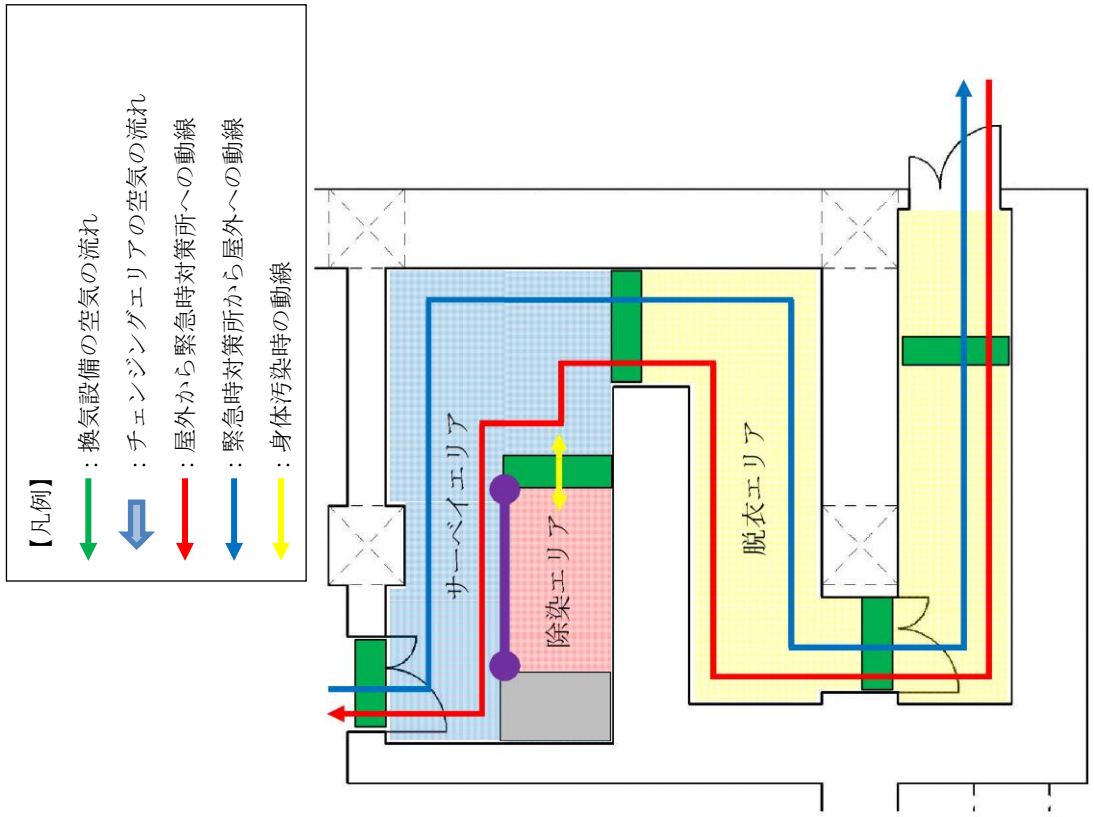 【凡例】
：換気設備の空気の流れ
：チェンジングエリアの空気の流れ
：屋外から緊急時対策所への動線
：緊急時対策所から屋外への動線
：身体汚染時の動線
サーベイエリア
除染エリア
脱衣エリア